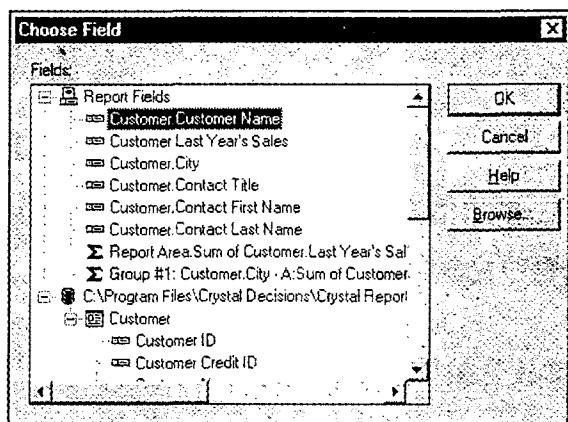 Choose Field
Fields:
Report Fields
Customer.Customer Name
Customer.Last Year's Sales
Customer.City
Customer.Contact Title
Customer.Contact First Name
Customer.Contact Last Name
Σ Report Area.Sum of Customer.Last Year's Sal
Σ Group #1: Customer.City - A:Sum of Customer
C:\Program Files\Crystal Decisions\Crystal Report
Customer
Customer ID
Customer Credit ID
OK
Cancel
Help
Browse...